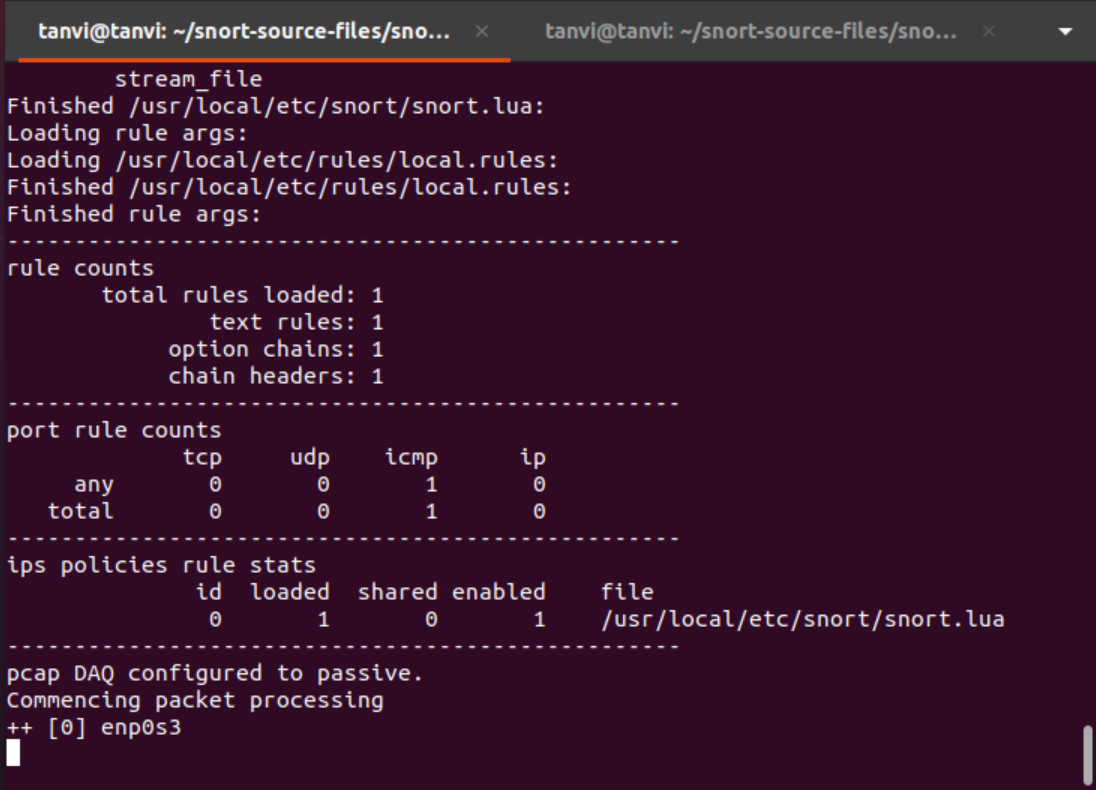 tanvi@tanvi: ~/snort-source-files/sno... × tanvi@tanvi: ~/snort-source-files/sno... ×
stream_file
Finished /usr/local/etc/snort/snort.lua:
Loading rule args:
Loading /usr/local/etc/rules/local.rules:
Finished /usr/local/etc/rules/local.rules:
Finished rule args:
--------------------------------------------------
rule counts
total rules loaded: 1
text rules: 1
option chains: 1
chain headers: 1
--------------------------------------------------
port rule counts
tcp udp icmp ip
any 0 0 1 0
total 0 0 1 0
--------------------------------------------------
ips policies rule stats
id loaded shared enabled file
0 1 0 1 /usr/local/etc/snort/snort.lua
--------------------------------------------------
pcap DAQ configured to passive.
Commencing packet processing
++ [0] enp0s3